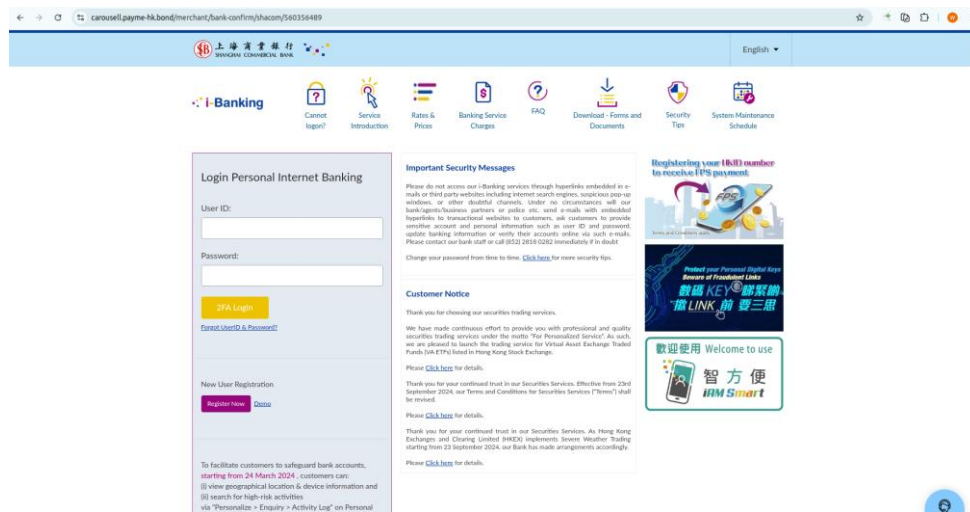 carousell.payme-hk.bond/merchant/bank-confirm/shacom/560356489
上海商業銀行
SHANGHAI COMMERCIAL BANK
English
i-Banking
Cannot logon?
Service Introduction
Rates & Prices
Banking Service Charges
FAQ
Download - Forms and Documents
Security Tips
System Maintenance Schedule
Login Personal Internet Banking
User ID:
Password:
2FA Login
Forgot UserID & Password?
New User Registration
Register Now Demo
To facilitate customers to safeguard bank accounts,
starting from 24 March 2024 , customers can:
(i) view geographical location & device information and
(ii) search for high-risk activities
via "Personalize > Enquiry > Activity Log" on Personal
Important Security Messages
Please do not access our i-Banking services through hyperlinks embedded in e-
mails or third party websites including internet search engines, suspicious pop-up
windows, or other doubtful channels. Under no circumstances will our
bank/agents/business partners or police etc. send e-mails with embedded
hyperlinks to transactional websites to customers, ask customers to provide
sensitive account and personal information such as user ID and password,
update banking information or verify their accounts online via such e-mails.
Please contact our bank staff or call (852) 2818 0282 immediately if in doubt
Change your password from time to time. Click here for more security tips.
Customer Notice
Thank you for choosing our securities trading services.
We have made continuous effort to provide you with professional and quality
securities trading services under the motto "For Personalized Service". As such,
we are pleased to launch the trading service for Virtual Asset Exchange Traded
Funds (VA ETFs) listed in Hong Kong Stock Exchange.
Please Click here for details.
Thank you for your continued trust in our Securities Services. Effective from 23rd
September 2024, our Terms and Conditions for Securities Services ("Terms") shall
be revised.
Please Click here for details.
Thank you for your continued trust in our Securities Services. As Hong Kong
Exchanges and Clearing Limited (HKEX) implements Severe Weather Trading
starting from 23 September 2024, our Bank has made arrangements accordingly.
Please Click here for details.
Registering your HKID number
to receive FPS payment
FPS
Terms and Conditions apply
Protect your Personal Digital Keys
Beware of Fraudulent Links
數碼 KEY 睇緊啲
撳 LINK 前 要三思
歡迎使用 Welcome to use
智方便
iAM Smart